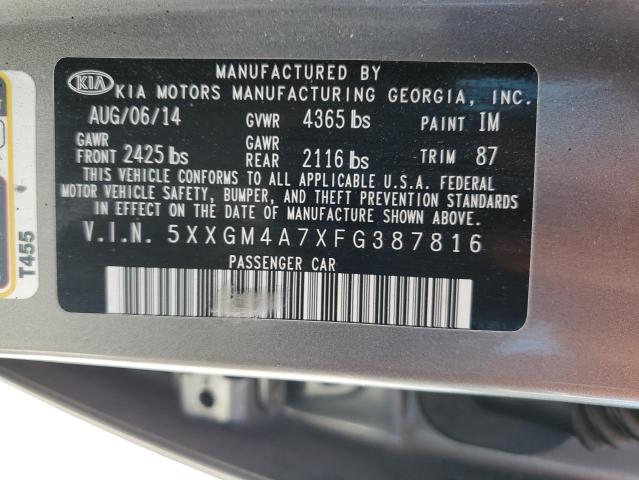 MANUFACTURED BY
KIA KIA MOTORS MANUFACTURING GEORGIA, INC.
AUG/06/14 GVWR 4365 lbs PAINT IM
GAWR FRONT 2425 lbs GAWR REAR 2116 lbs TRIM 87
THIS VEHICLE CONFORMS TO ALL APPLICABLE U.S.A. FEDERAL
MOTOR VEHICLE SAFETY, BUMPER, AND THEFT PREVENTION STANDARDS
IN EFFECT ON THE DATE OF MANUFACTURE SHOWN ABOVE.
V.I.N. 5XXGM4A7XFG387816
PASSENGER CAR
T455